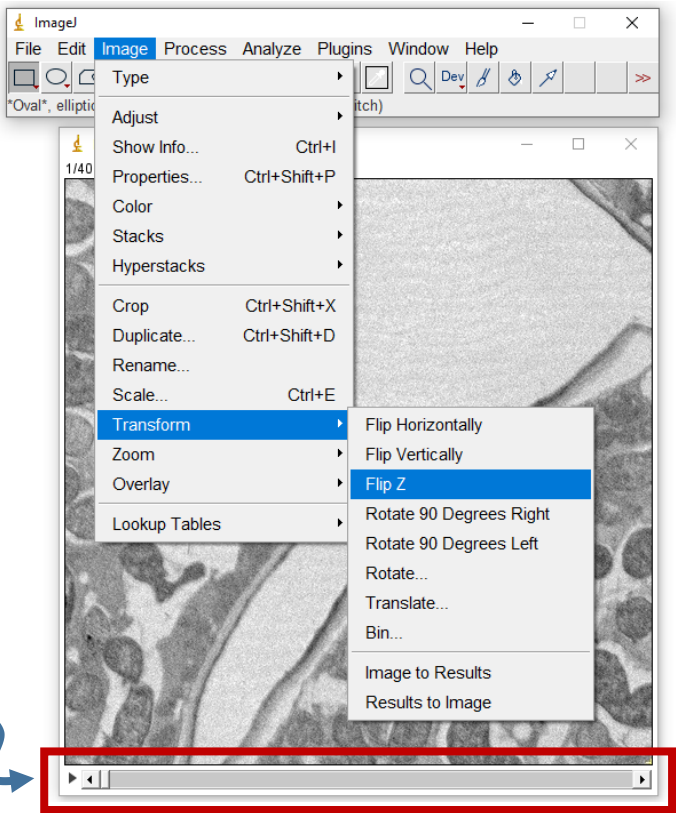 ImageJ
File Edit Image Process Analyze Plugins Window Help
Dev
>>
*Oval*, itch)
1/40
Type
Adjust
Show Info... Ctrl+I
Properties... Ctrl+Shift+P
Color
Stacks
Hyperstacks
Crop Ctrl+Shift+X
Duplicate... Ctrl+Shift+D
Rename...
Scale... Ctrl+E
Transform
Zoom
Overlay
Lookup Tables
Flip Horizontally
Flip Vertically
Flip Z
Rotate 90 Degrees Right
Rotate 90 Degrees Left
Rotate...
Translate...
Bin...
Image to Results
Results to Image